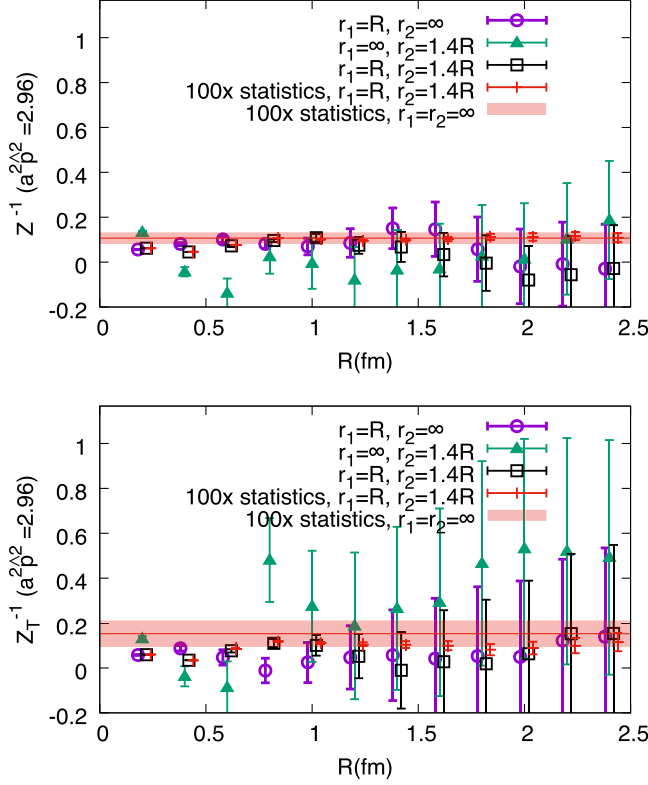 r₁=R, r₂=∞
r₁=∞, r₂=1.4R
r₁=R, r₂=1.4R
100x statistics, r₁=R, r₂=1.4R
100x statistics, r₁=r₂=∞
Z⁻¹ (a²p̂²=2.96)
1
0.8
0.6
0.4
0.2
0
-0.2
0 0.5 1 1.5 2 2.5
R(fm)
r₁=R, r₂=∞
r₁=∞, r₂=1.4R
r₁=R, r₂=1.4R
100x statistics, r₁=R, r₂=1.4R
100x statistics, r₁=r₂=∞
Z_T⁻¹ (a²p̂²=2.96)
1
0.8
0.6
0.4
0.2
0
-0.2
0 0.5 1 1.5 2 2.5
R(fm)